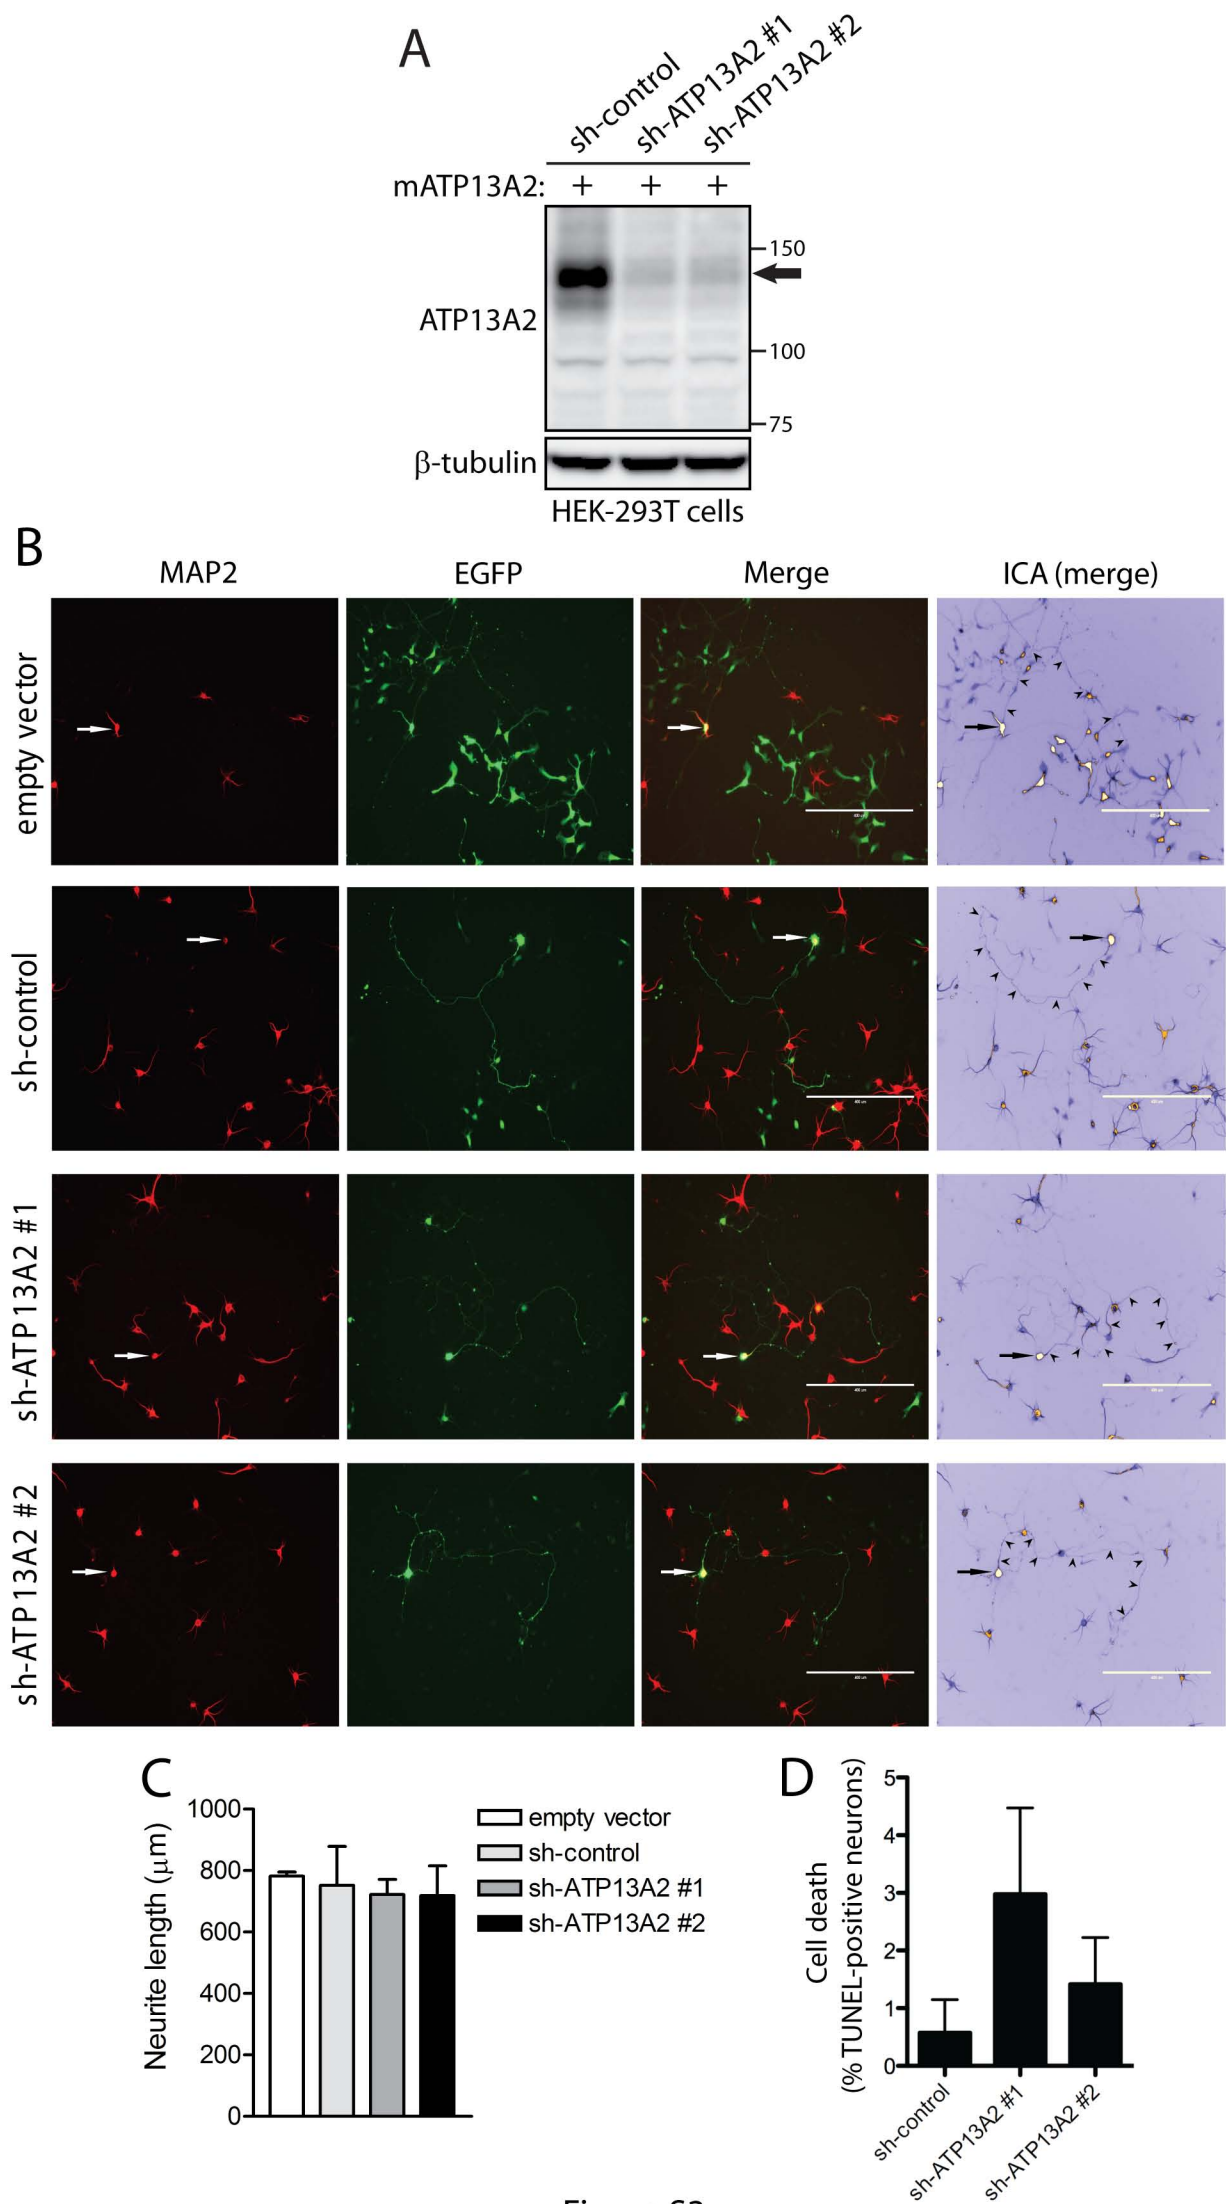 A
sh-control
sh-ATP13A2 #1
sh-ATP13A2 #2
mATP13A2: + + +
150
ATP13A2
100
75
β-tubulin
HEK-293T cells
B
MAP2 EGFP Merge ICA (merge)
empty vector
sh-control
sh-ATP13A2 #1
sh-ATP13A2 #2
C
Neurite length (μm)
1000
800
600
400
200
0
empty vector
sh-control
sh-ATP13A2 #1
sh-ATP13A2 #2
D
Cell death
(% TUNEL-positive neurons)
5
4
3
2
1
0
sh-control
sh-ATP13A2 #1
sh-ATP13A2 #2